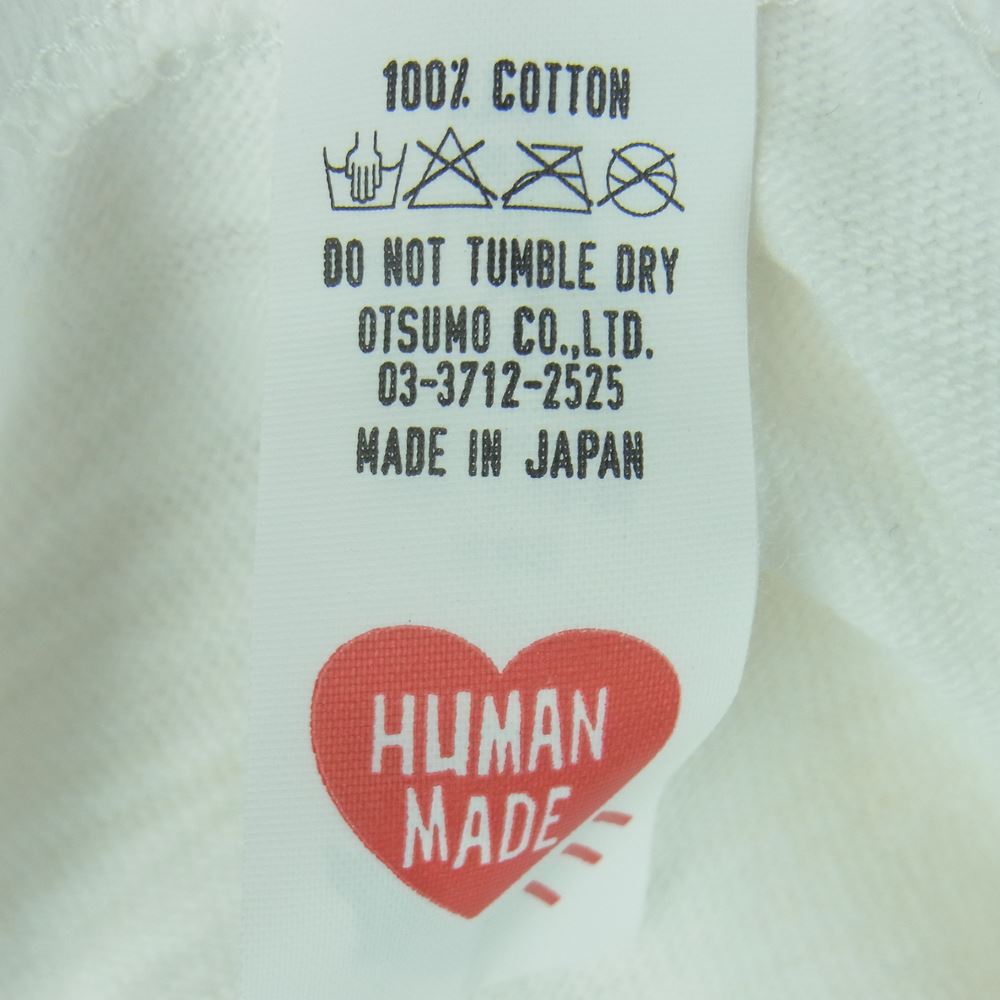 100% COTTON
DO NOT TUMBLE DRY
OTSUMO CO.,LTD.
03-3712-2525
MADE IN JAPAN
HUMAN
MADE